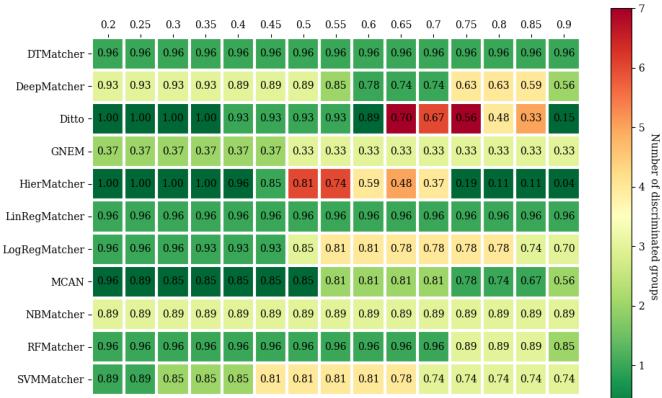 0.2 0.25 0.3 0.35 0.4 0.45 0.5 0.55 0.6 0.65 0.7 0.75 0.8 0.85 0.9
DTMatcher 0.96 0.96 0.96 0.96 0.96 0.96 0.96 0.96 0.96 0.96 0.96 0.96 0.96 0.96 0.96
DeepMatcher 0.93 0.93 0.93 0.93 0.89 0.89 0.89 0.85 0.78 0.74 0.74 0.63 0.63 0.59 0.56
Ditto 1.00 1.00 1.00 1.00 0.93 0.93 0.93 0.93 0.89 0.70 0.67 0.56 0.48 0.33 0.15
GNEM 0.37 0.37 0.37 0.37 0.37 0.37 0.33 0.33 0.33 0.33 0.33 0.33 0.33 0.33 0.33
HierMatcher 1.00 1.00 1.00 1.00 0.96 0.85 0.81 0.74 0.59 0.48 0.37 0.19 0.11 0.11 0.04
LinRegMatcher 0.96 0.96 0.96 0.96 0.96 0.96 0.96 0.96 0.96 0.96 0.96 0.96 0.96 0.96 0.96
LogRegMatcher 0.96 0.96 0.96 0.93 0.93 0.93 0.85 0.81 0.81 0.78 0.78 0.78 0.78 0.74 0.70
MCAN 0.96 0.89 0.85 0.85 0.85 0.85 0.85 0.81 0.81 0.81 0.81 0.78 0.74 0.67 0.56
NBMatcher 0.89 0.89 0.89 0.89 0.89 0.89 0.89 0.89 0.89 0.89 0.89 0.89 0.89 0.89 0.89
RFMatcher 0.96 0.96 0.96 0.96 0.96 0.96 0.96 0.96 0.96 0.96 0.96 0.89 0.89 0.89 0.85
SVMMatcher 0.89 0.89 0.85 0.85 0.85 0.81 0.81 0.81 0.81 0.78 0.74 0.74 0.74 0.74 0.74
7
6
5
4
3
2
1
Number of discriminated groups